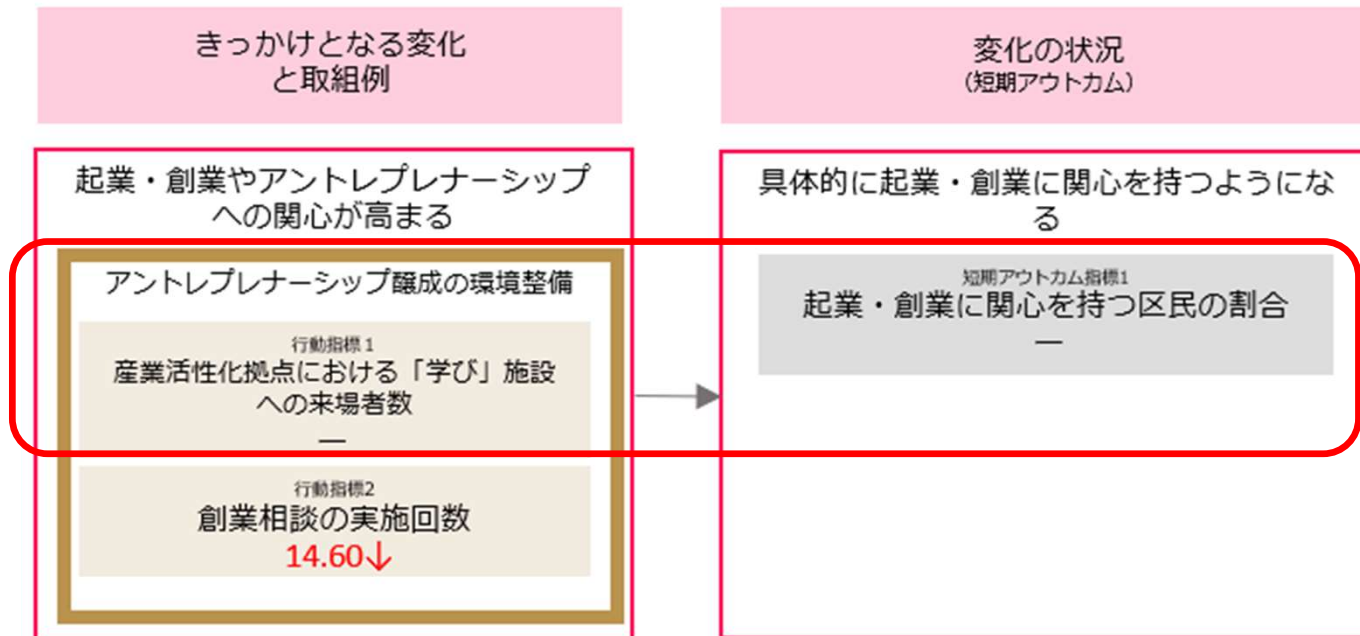 きっかけとなる変化
と取組例
変化の状況
（短期アウトカム）
起業・創業やアントレプレナーシップ
への関心が高まる
アントレプレナーシップ醸成の環境整備
行動指標１
産業活性化拠点における「学び」施設
への来場者数
―
行動指標2
創業相談の実施回数
14.60↓
具体的に起業・創業に関心を持つようにな
る
短期アウトカム指標1
起業・創業に関心を持つ区民の割合
―